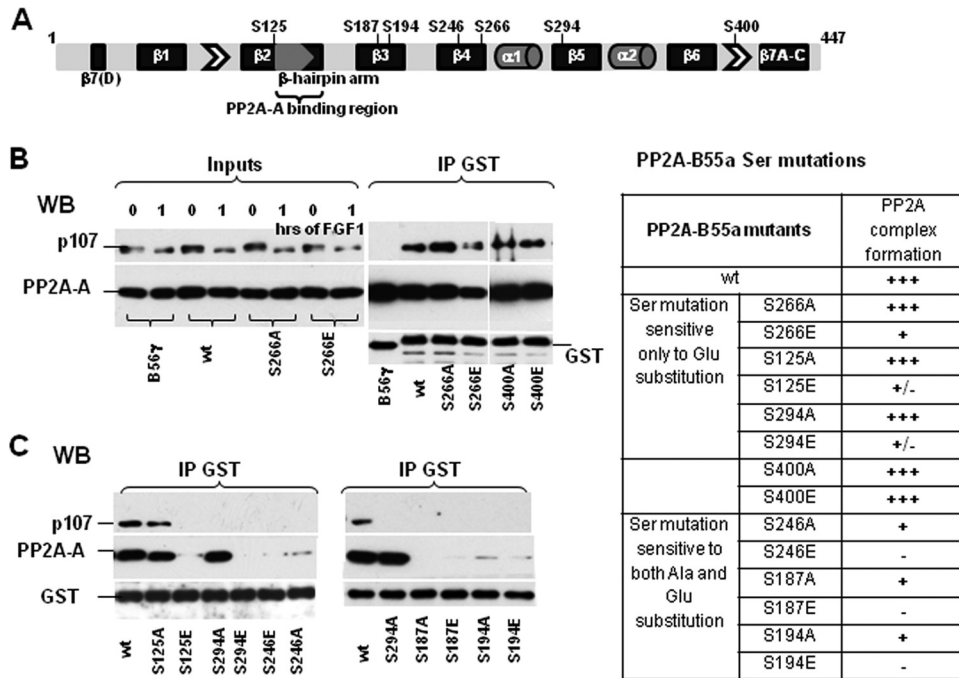 A
1
S125
S187
S194
S246
S266
S294
S400
447
β1
β2
β3
β4
α1
β5
α2
β6
β7A-C
β7(D)
β-hairpin arm
PP2A-A binding region
B
Inputs
IP GST
WB
0 1 0 1 0 1 0 1
hrs of FGF1
p107
PP2A-A
GST
B56γ
wt
S266A
S266E
B56γ
wt
S266A
S266E
S400A
S400E
C
WB
IP GST
IP GST
p107
PP2A-A
GST
wt
S125A
S125E
S294A
S294E
S246E
S246A
wt
S294A
S187A
S187E
S194A
S194E
PP2A-B55a Ser mutations
PP2A-B55a mutants
PP2A
complex
formation
wt +++
Ser mutation
sensitive
only to Glu
substitution
S266A +++
S266E +
S125A +++
S125E +/-
S294A +++
S294E +/-
S400A +++
S400E +++
Ser mutation
sensitive to
both Ala and
Glu
substitution
S246A +
S246E -
S187A +
S187E -
S194A +
S194E -